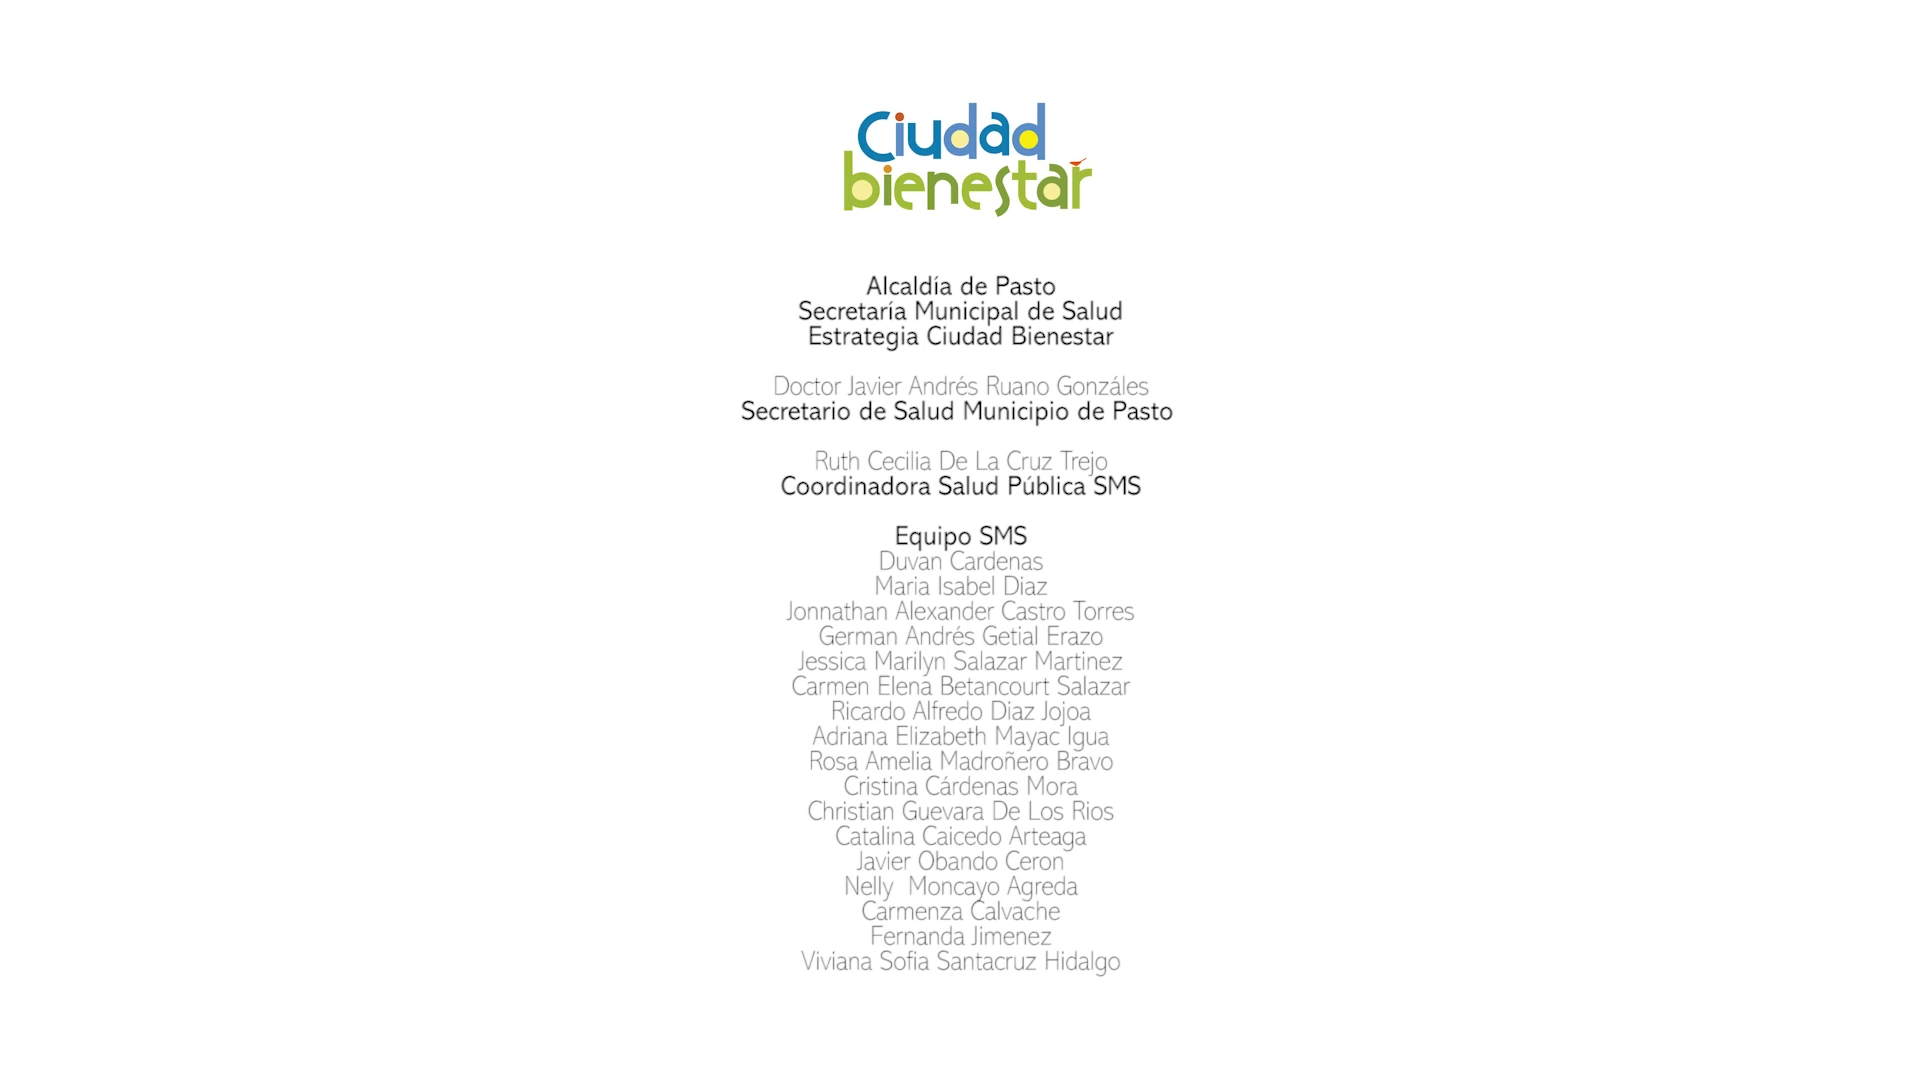 Ciudad
bienestar
Alcaldía de Pasto
Secretaría Municipal de Salud
Estrategia Ciudad Bienestar
Doctor Javier Andrés Ruano Gonzáles
Secretario de Salud Municipio de Pasto
Ruth Cecilia De La Cruz Trejo
Coordinadora Salud Pública SMS
Equipo SMS
Duvan Cardenas
Maria Isabel Diaz
Jonnathan Alexander Castro Torres
German Andrés Getial Erazo
Jessica Marilyn Salazar Martinez
Carmen Elena Betancourt Salazar
Ricardo Alfredo Diaz Jojoa
Adriana Elizabeth Mayac Igua
Rosa Amelia Madroñero Bravo
Cristina Cárdenas Mora
Christian Guevara De Los Rios
Catalina Caicedo Arteaga
Javier Obando Ceron
Nelly  Moncayo Agreda
Carmenza Calvache
Fernanda Jimenez
Viviana Sofia Santacruz Hidalgo